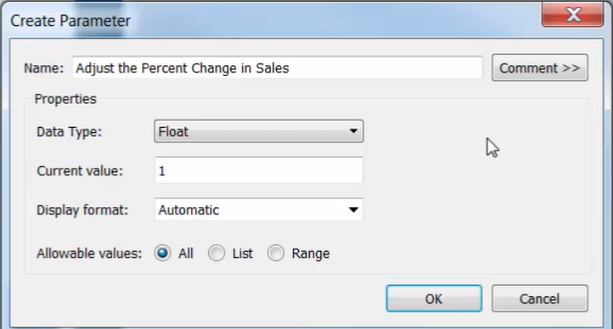 Create Parameter
Name: Adjust the Percent Change in Sales Comment >>
Properties
Data Type: Float
Current value: 1
Display format: Automatic
Allowable values: All List Range
OK Cancel